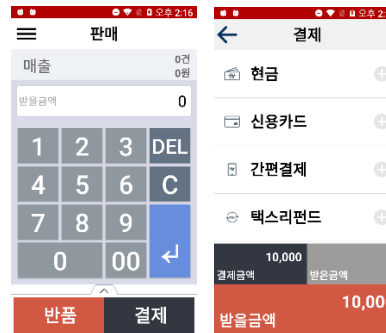 오후 2:16
판매
매출
0건
0원
받을금액
0
1 2 3 DEL
4 5 6 C
7 8 9
0 00
반품 결제
오후 2:
결제
현금
신용카드
간편결제
택스리펀드
10,000
결제금액 받은금액
10,00
받을금액